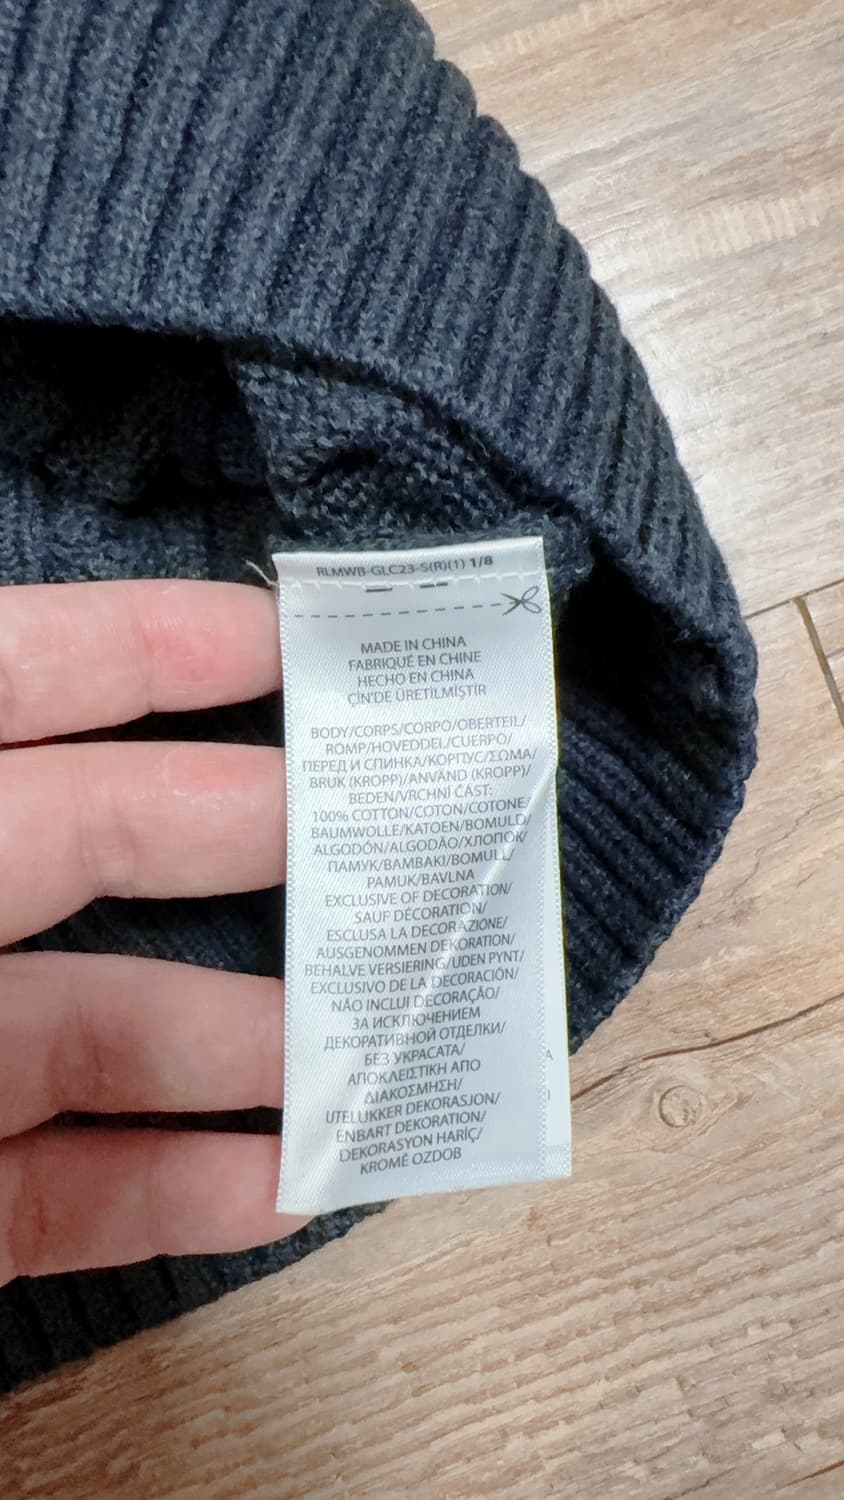 RLMWB-GLC23-S(R)(1) 1/8
MADE IN CHINA
FABRIQUÉ EN CHINE
HECHO EN CHINA
ÇİN'DE ÜRETİLMİŞTİR
BODY/CORPS/CORPO/OBERTEIL/
ROMP/HOVEDDEL/CUERPO/
ПЕРЕД И СПИНКА/КОРПУС/ΣΩΜΑ/
BRUK (KROPP)/ANVÄND (KROPP)/
BEDEN/VRCHNÍ ČÁST:
100% COTTON/COTON/COTONE/
BAUMWOLLE/KATOEN/BOMULD/
ALGODÓN/ALGODÃO/ХЛОПОК/
ПАМУК/BAMBAKI/BOMULL/
PAMUK/BAVLNA
EXCLUSIVE OF DECORATION/
SAUF DÉCORATION/
ESCLUSA LA DECORAZIONE/
AUSGENOMMEN DEKORATION/
BEHALVE VERSIERING/UDEN PYNT/
EXCLUSIVO DE LA DECORACIÓN/
NÃO INCLUI DECORAÇÃO/
ЗА ИСКЛЮЧЕНИЕМ
ДЕКОРАТИВНОЙ ОТДЕЛКИ/
БЕЗ УКРАСАТА/
ΑΠΟΚΛΕΙΣΤΙΚΗ ΑΠΟ
ΔΙΑΚΟΣΜΗΣΗ/
UTELUKKER DEKORASJON/
ENBART DEKORATION/
DEKORASYON HARİÇ/
KROMĚ OZDOB